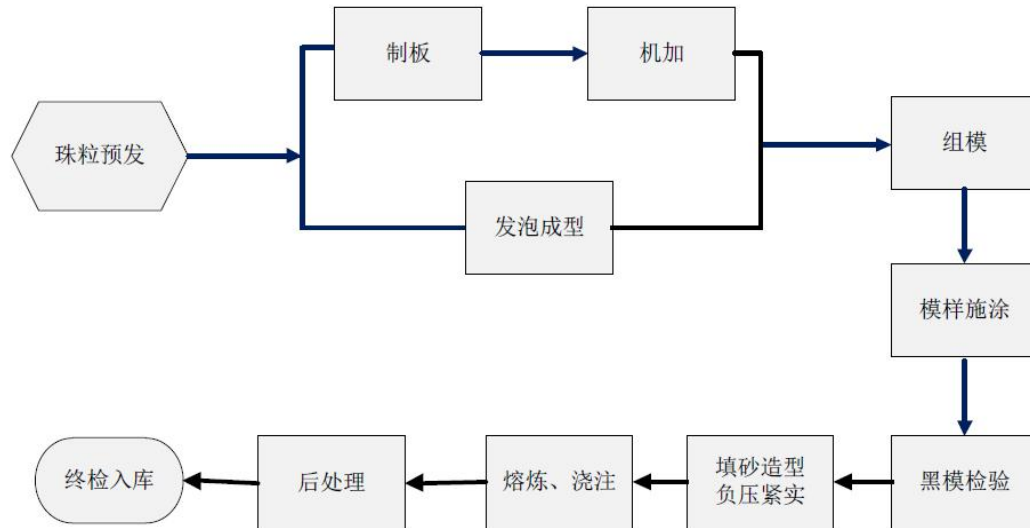 珠粒预发
制板
机加
发泡成型
组模
模样施涂
黑模检验
填砂造型
负压紧实
熔炼、浇注
后处理
终检入库